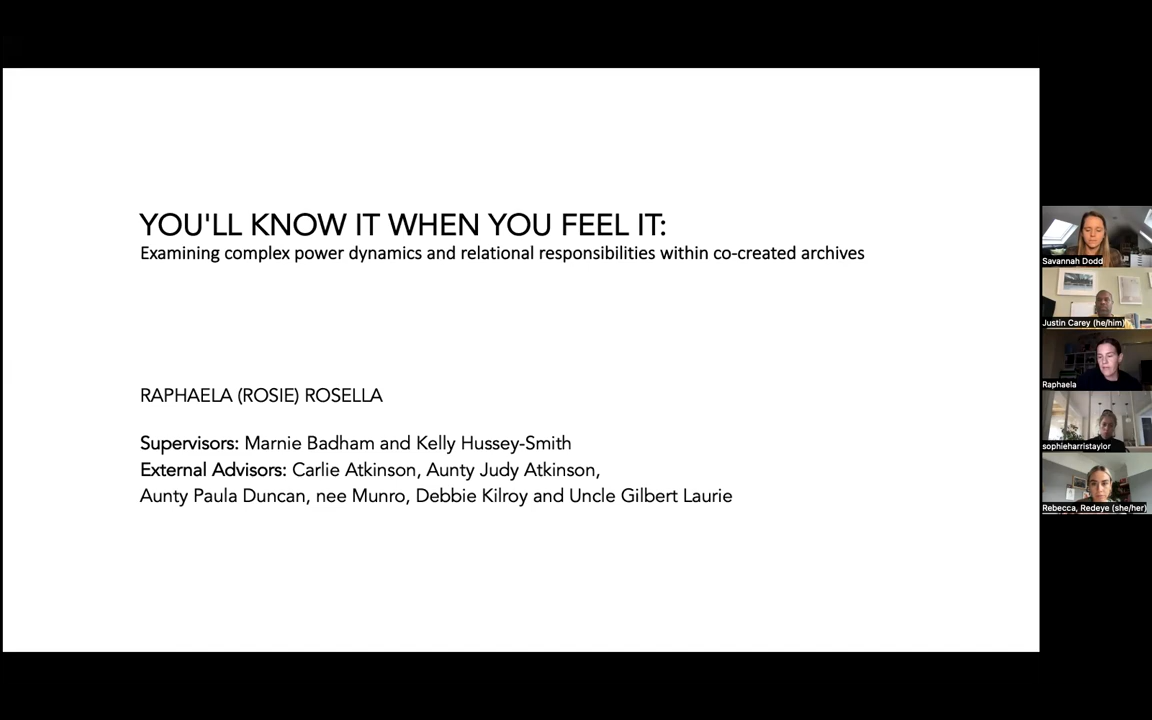 YOU'LL KNOW IT WHEN YOU FEEL IT:
Examining complex power dynamics and relational responsibilities within co-created archives
RAPHAELA (ROSIE) ROSELLA
Supervisors: Marnie Badham and Kelly Hussey-Smith
External Advisors: Carlie Atkinson, Aunty Judy Atkinson,
Aunty Paula Duncan, nee Munro, Debbie Kilroy and Uncle Gilbert Laurie
Savannah Dodd
Justin Carey (he/him)
Raphaela
sophieharristaylor
Rebecca, Redeye (she/her)